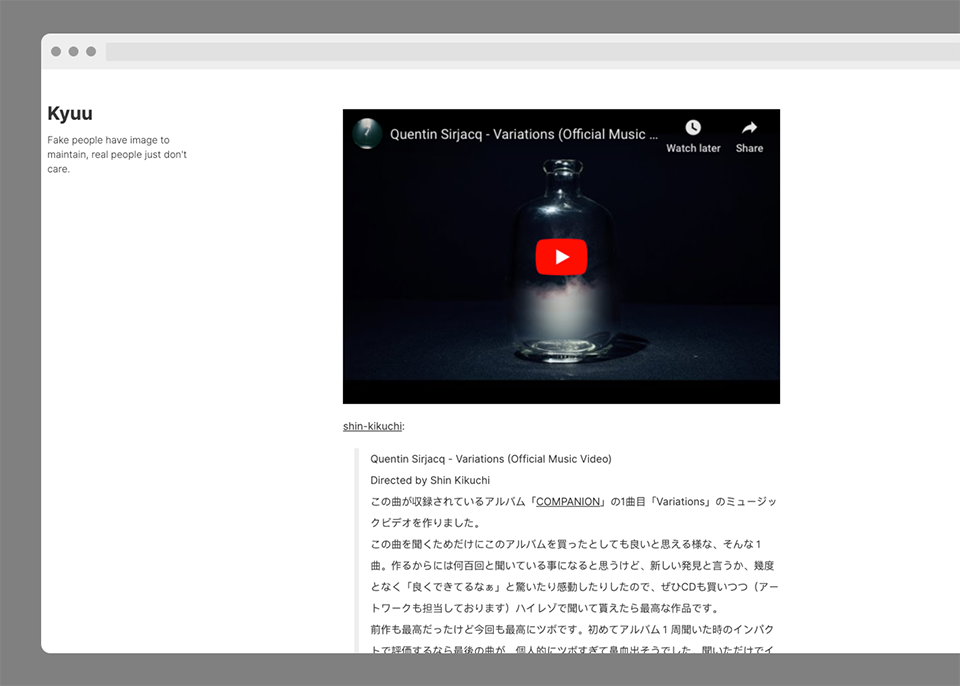 Kyuu
Fake people have image to
maintain, real people just don't
care.
Quentin Sirjacq - Variations (Official Music ...
Watch later
Share
shin-kikuchi:
Quentin Sirjacq - Variations (Official Music Video)
Directed by Shin Kikuchi
この曲が収録されているアルバム「COMPANION」の1曲目「Variations」のミュージッ
クビデオを作りました。
この曲を聞くためだけにこのアルバムを買ったとしても良いと思える様な、そんな１
曲。作るからには何百回と聞いている事になると思うけど、新しい発見と言うか、幾度
となく「良くできてるなぁ」と驚いたり感動したりしたので、ぜひCDも買いつつ（アー
トワークも担当しております）ハイレゾで聞いて貰えたら最高な作品です。
前作も最高だったけど今回も最高にツボです。初めてアルバム１周聞いた時のインパク
トで評価するなら最後の曲が、個人的にツボすぎて鼻血出そうでした。聞いただけでイ